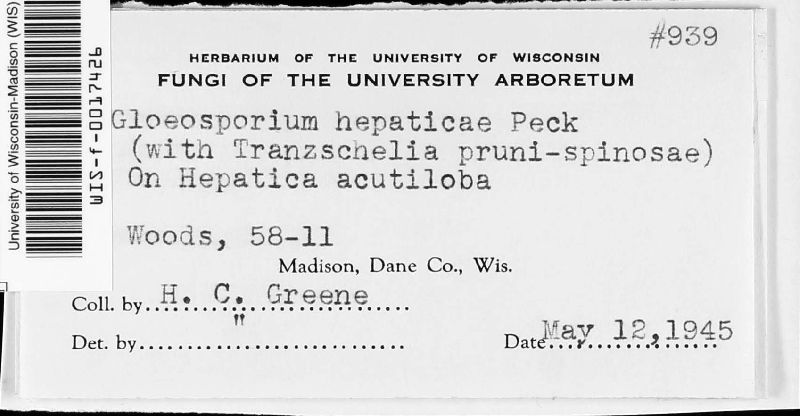 University of Wisconsin-Madison (WIS)
WIS-f-0017426
#939
HERBARIUM OF THE UNIVERSITY OF WISCONSIN
FUNGI OF THE UNIVERSITY ARBORETUM
Gloeosporium hepaticae Peck
(with Tranzschelia pruni-spinosae)
On Hepatica acutiloba
Woods, 58-11
Madison, Dane Co., Wis.
Coll. by H. C. Greene
Det. by "
Date May 12,1945